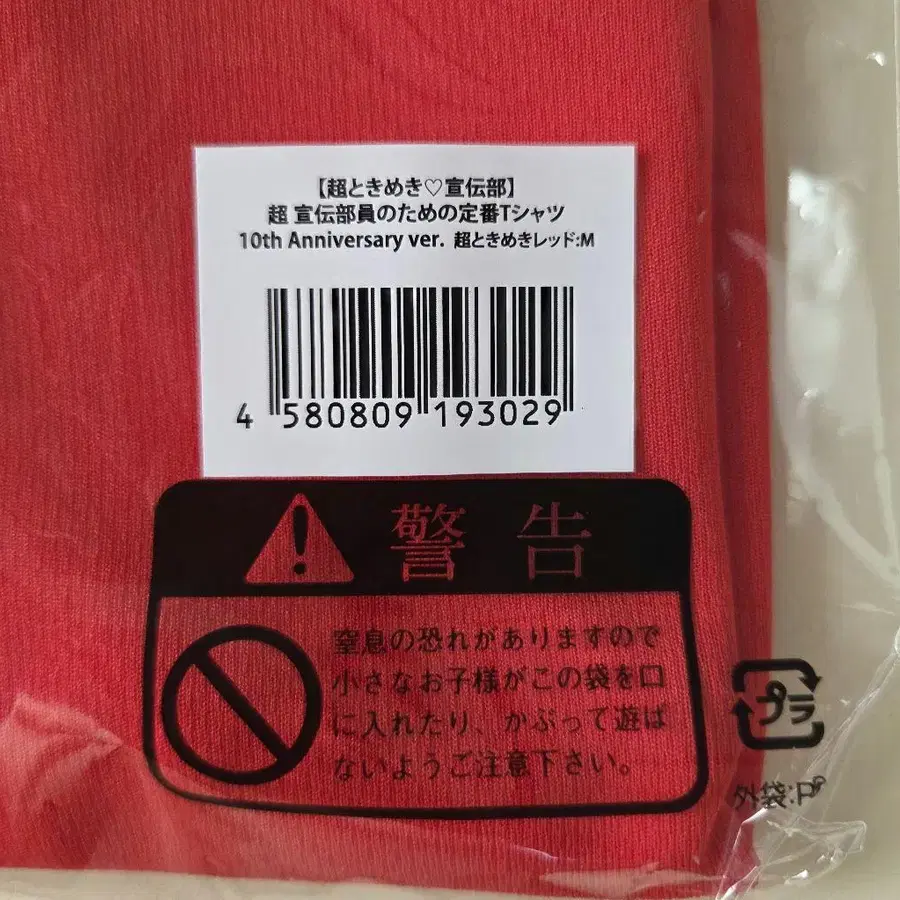 【超ときめき♡宣伝部】
超 宣伝部員のための定番Tシャツ
10th Anniversary ver. 超ときめきレッド:M
4 580809 193029
警告
窒息の恐れがありますので
小さなお子様がこの袋を口
に入れたり、かぶって遊ば
ないようご注意下さい。
プラ
外袋:PP